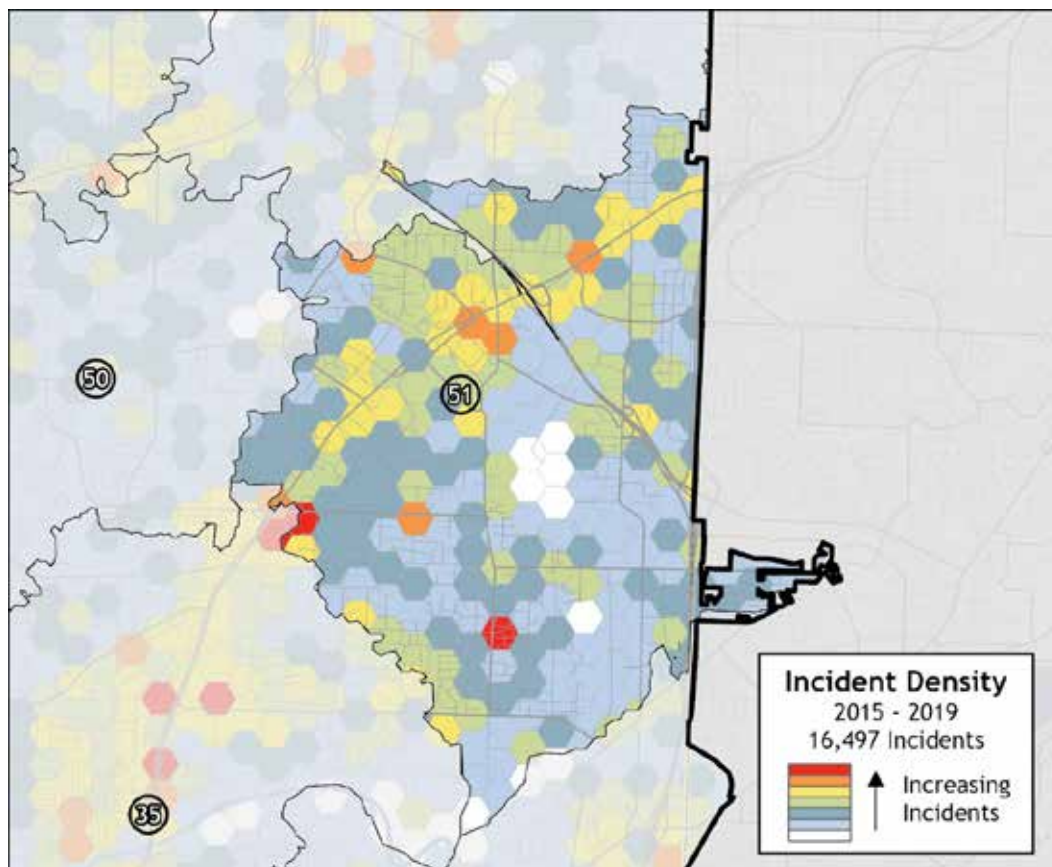 50
51
35
Incident Density
2015 - 2019
16,497 Incidents
Increasing
Incidents